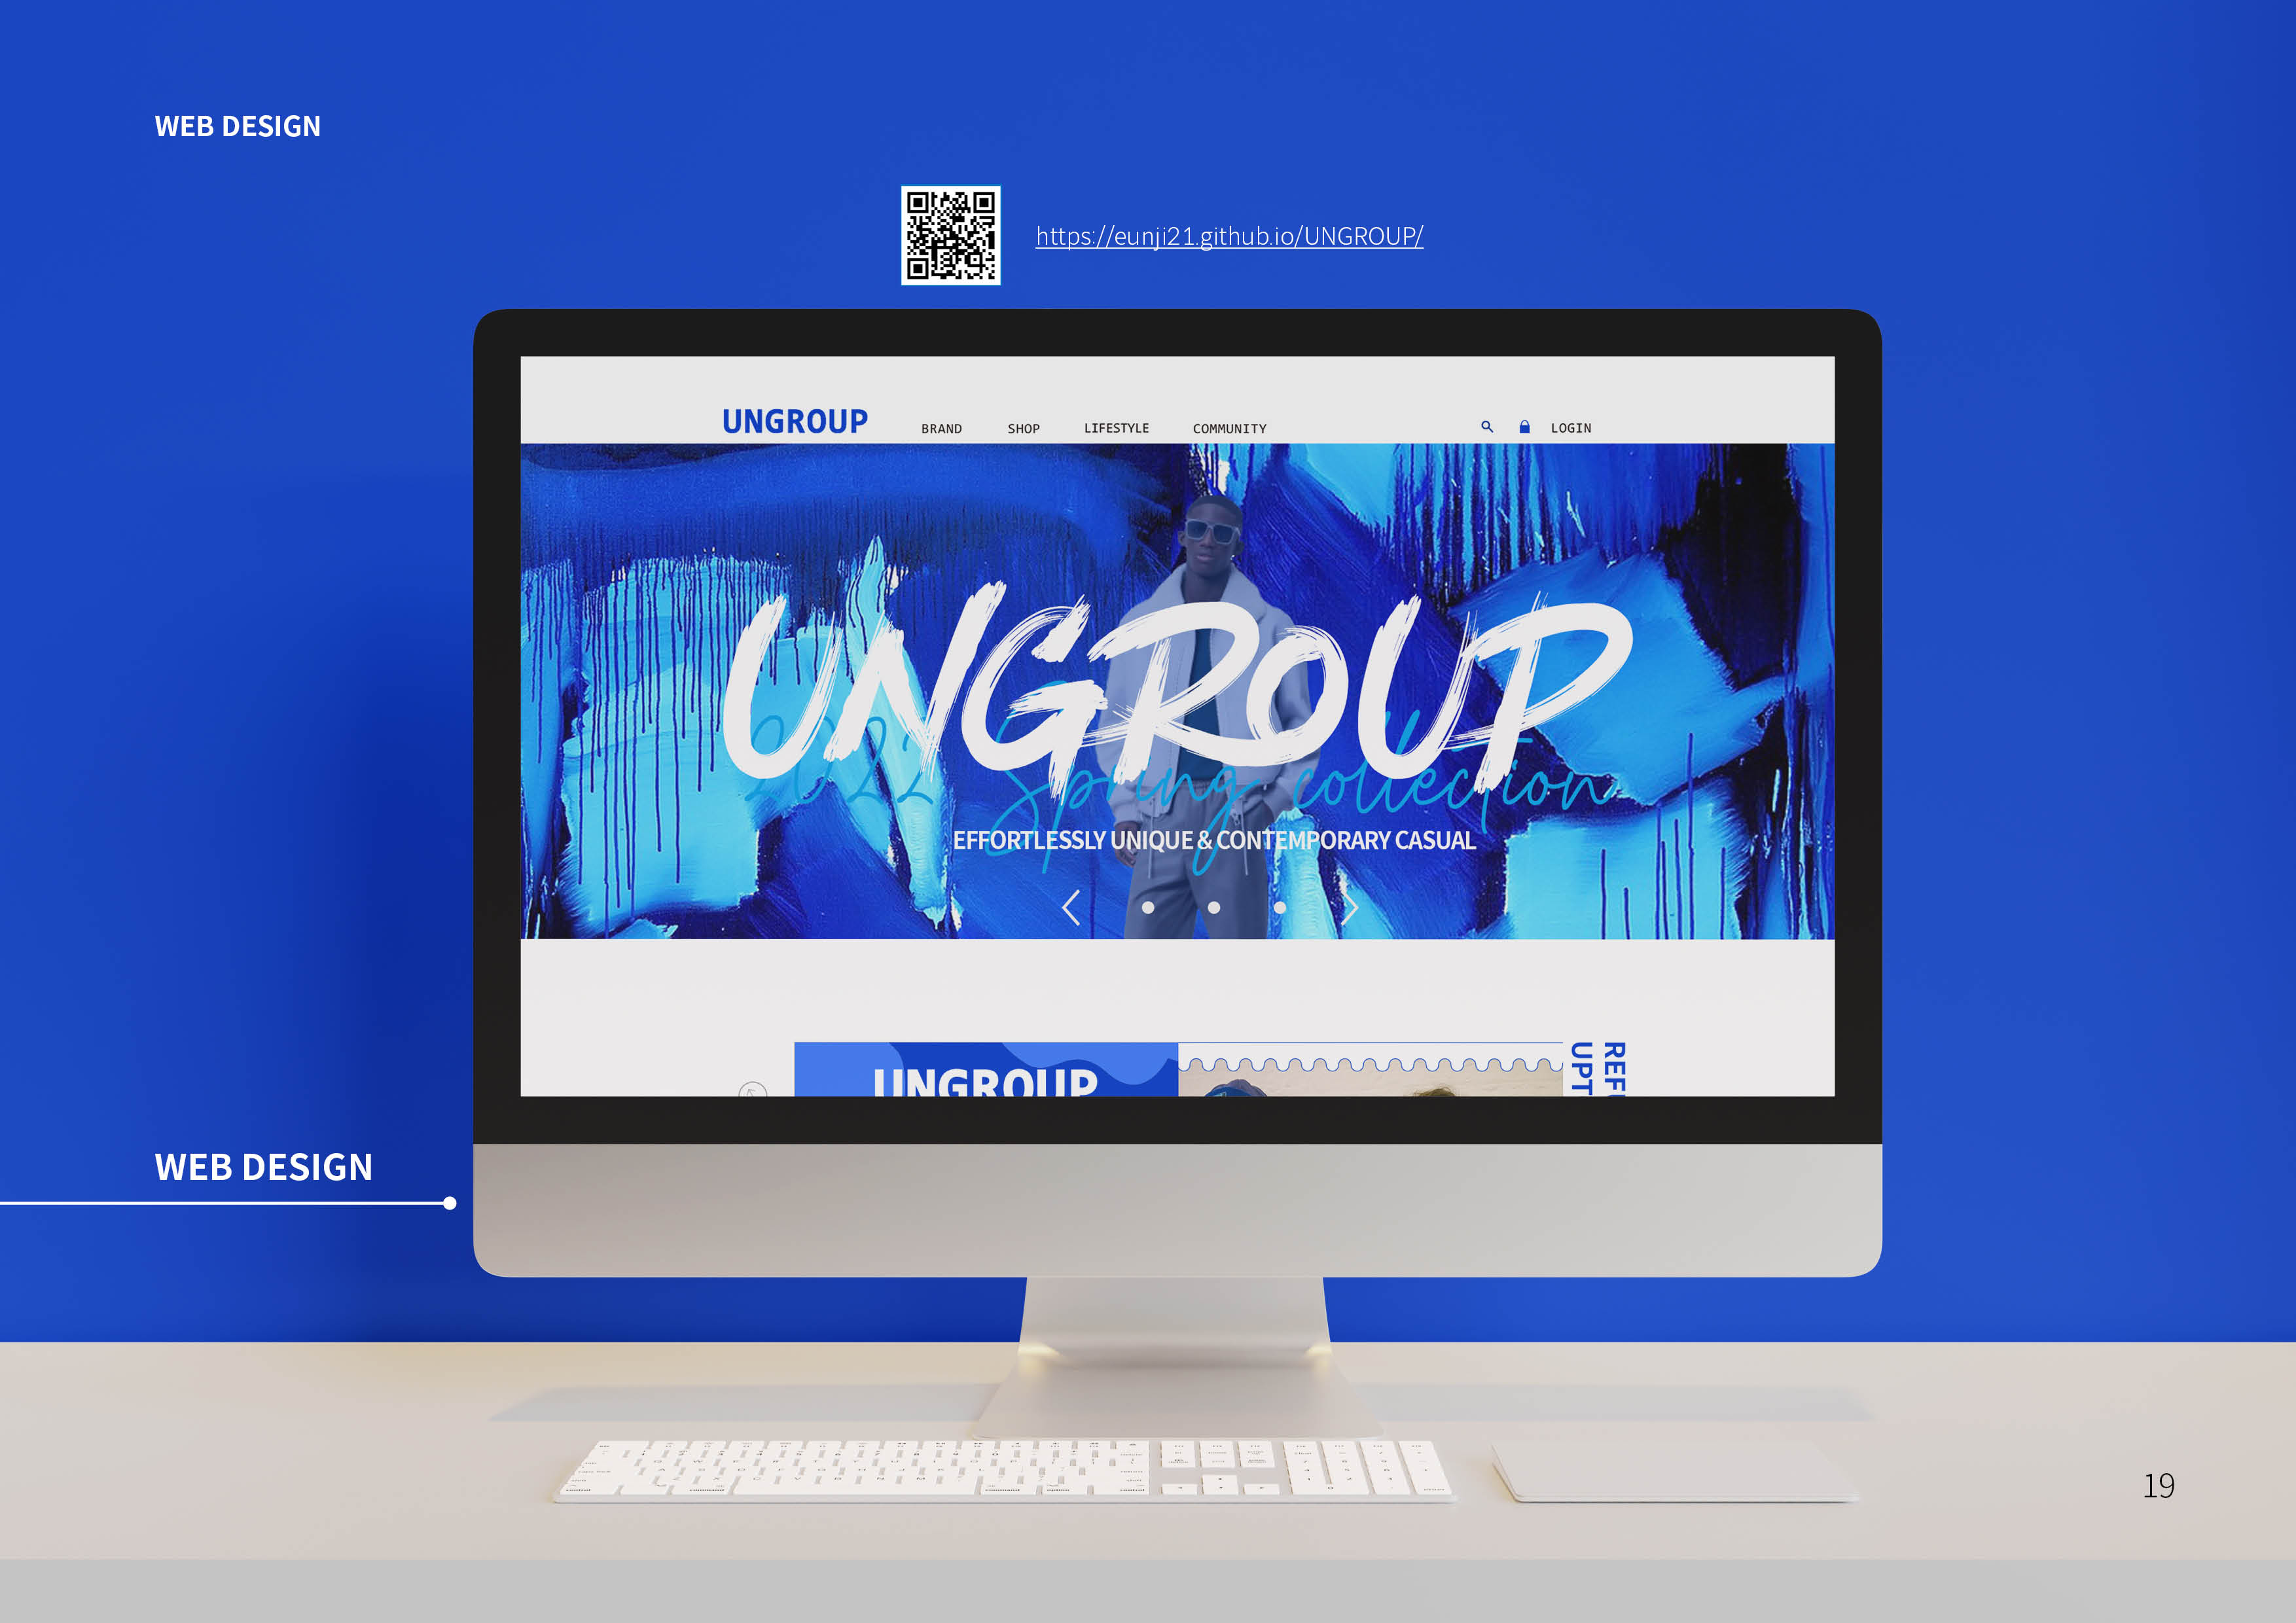 WEB DESIGN
https://eunji21.github.io/UNGROUP/
UNGROUP BRAND SHOP LIFESTYLE COMMUNITY LOGIN
UNGROUP
2022 Spring collection
EFFORTLESSLY UNIQUE & CONTEMPORARY CASUAL
UNGROUP
REF
UPT
WEB DESIGN
19